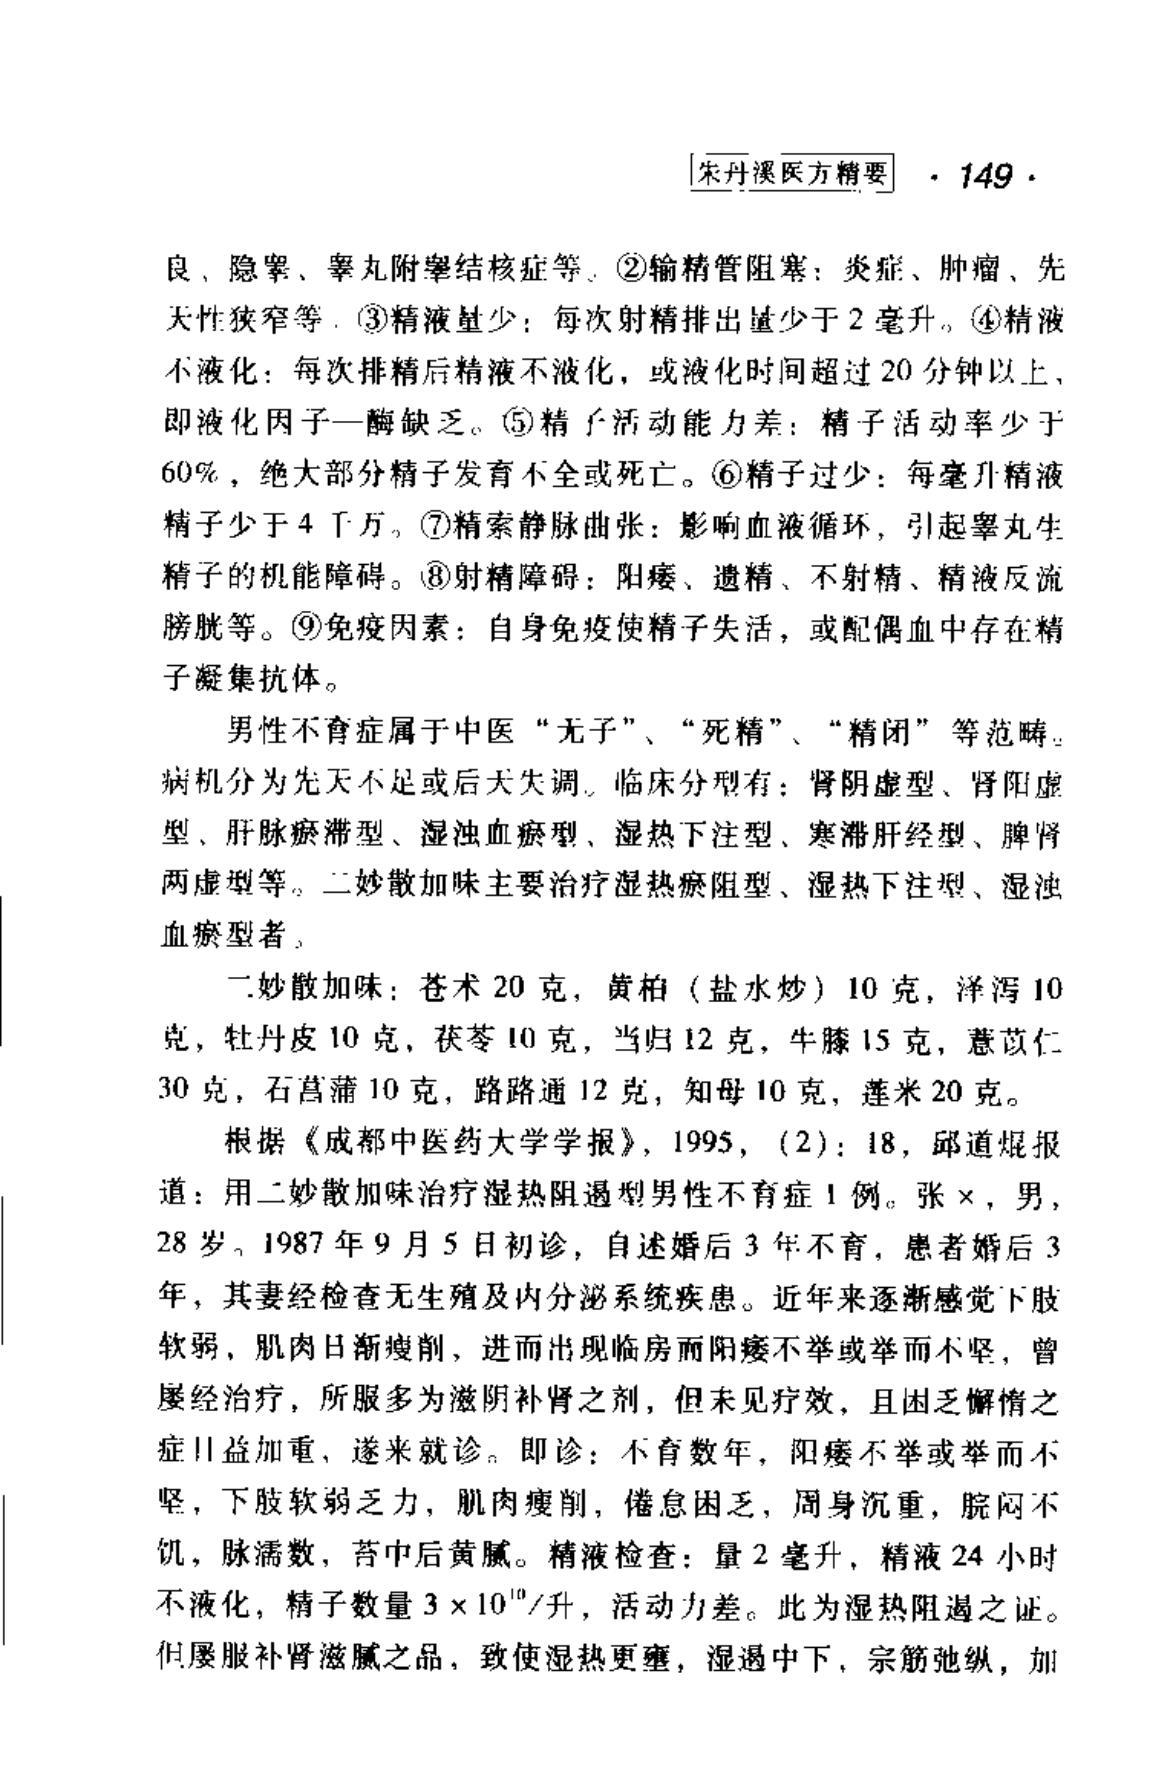 朱丹溪医方精要 · 149 ·
良、隐睾、睾丸附睾结核症等。②输精管阻塞：炎症、肿瘤、先
天性狭窄等。③精液量少：每次射精排出量少于2毫升。④精液
不液化：每次排精后精液不液化，或液化时间超过20分钟以上，
即液化因子—酶缺乏。⑤精子活动能力差：精子活动率少于
60%，绝大部分精子发育不全或死亡。⑥精子过少：每毫升精液
精子少于4千万。⑦精索静脉曲张：影响血液循环，引起睾丸生
精子的机能障碍。⑧射精障碍：阳痿、遗精、不射精、精液反流
膀胱等。⑨免疫因素：自身免疫使精子失活，或配偶血中存在精
子凝集抗体。
男性不育症属于中医“无子”、“死精”、“精闭”等范畴。
病机分为先天不足或后天失调。临床分型有：肾阴虚型、肾阳虚
型、肝脉瘀滞型、湿浊血瘀型、湿热下注型、寒滞肝经型、脾肾
两虚型等。二妙散加味主要治疗湿热瘀阻型、湿热下注型、湿浊
血瘀型者。
二妙散加味：苍术20克，黄柏（盐水炒）10克，泽泻10
克，牡丹皮10克，茯苓10克，当归12克，牛膝15克，薏苡仁
30克，石菖蒲10克，路路通12克，知母10克，莲米20克。
根据《成都中医药大学学报》，1995，（2）：18，邱道焜报
道：用二妙散加味治疗湿热阻遏型男性不育症1例。张×，男，
28岁。1987年9月5日初诊，自述婚后3年不育，患者婚后3
年，其妻经检查无生殖及内分泌系统疾患。近年来逐渐感觉下肢
软弱，肌肉日渐瘦削，进而出现临房而阳痿不举或举而不坚，曾
屡经治疗，所服多为滋阴补肾之剂，但未见疗效，且困乏懈惰之
症日益加重，遂来就诊。即诊：不育数年，阳痿不举或举而不
坚，下肢软弱乏力，肌肉瘦削，倦怠困乏，周身沉重，脘闷不
饥，脉濡数，苔中后黄腻。精液检查：量2毫升，精液24小时
不液化，精子数量3×10¹⁰/升，活动力差。此为湿热阻遏之证。
但屡服补肾滋腻之品，致使湿热更壅，湿遏中下，宗筋弛纵，加